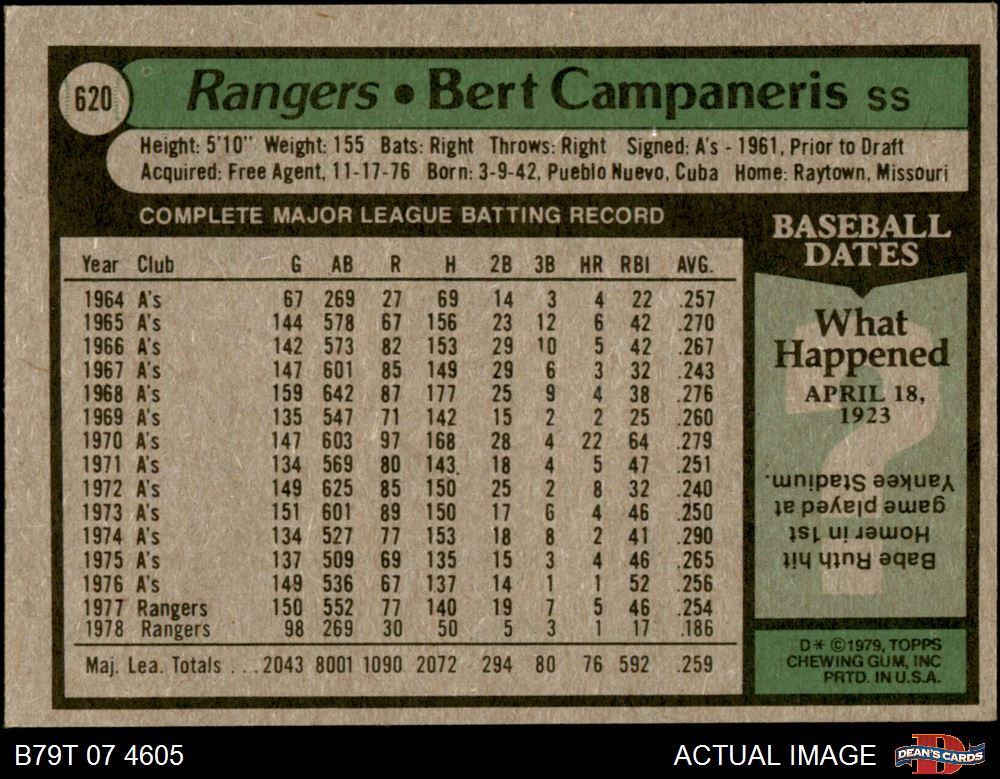 620
Rangers • Bert Campaneris SS
Height: 5'10" Weight: 155 Bats: Right Throws: Right Signed: A's - 1961, Prior to Draft
Acquired: Free Agent, 11-17-76 Born: 3-9-42, Pueblo Nuevo, Cuba Home: Raytown, Missouri
COMPLETE MAJOR LEAGUE BATTING RECORD
Year Club G AB R H 2B 3B HR RBI AVG.
1964 A's 67 269 27 69 14 3 4 22 .257
1965 A's 144 578 67 156 23 12 6 42 .270
1966 A's 142 573 82 153 29 10 5 42 .267
1967 A's 147 601 85 149 29 6 3 32 .243
1968 A's 159 642 87 177 25 9 4 38 .276
1969 A's 135 547 71 142 15 2 2 25 .260
1970 A's 147 603 97 168 28 4 22 64 .279
1971 A's 134 569 80 143 18 4 5 47 .251
1972 A's 149 625 85 150 25 2 8 32 .240
1973 A's 151 601 89 150 17 6 4 46 .250
1974 A's 134 527 77 153 18 8 2 41 .290
1975 A's 137 509 69 135 15 3 4 46 .265
1976 A's 149 536 67 137 14 1 1 52 .256
1977 Rangers 150 552 77 140 19 7 5 46 .254
1978 Rangers 98 269 30 50 5 3 1 17 .186
Maj. Lea. Totals ... 2043 8001 1090 2072 294 80 76 592 .259
BASEBALL
DATES
What
Happened
APRIL 18,
1923
Babe Ruth hit
Homer in 1st
game played at
Yankee Stadium.
D* ©1979, TOPPS
CHEWING GUM, INC
PRTD. IN U.S.A.
B79T 07 4605
ACTUAL IMAGE
DEAN'S CARDS